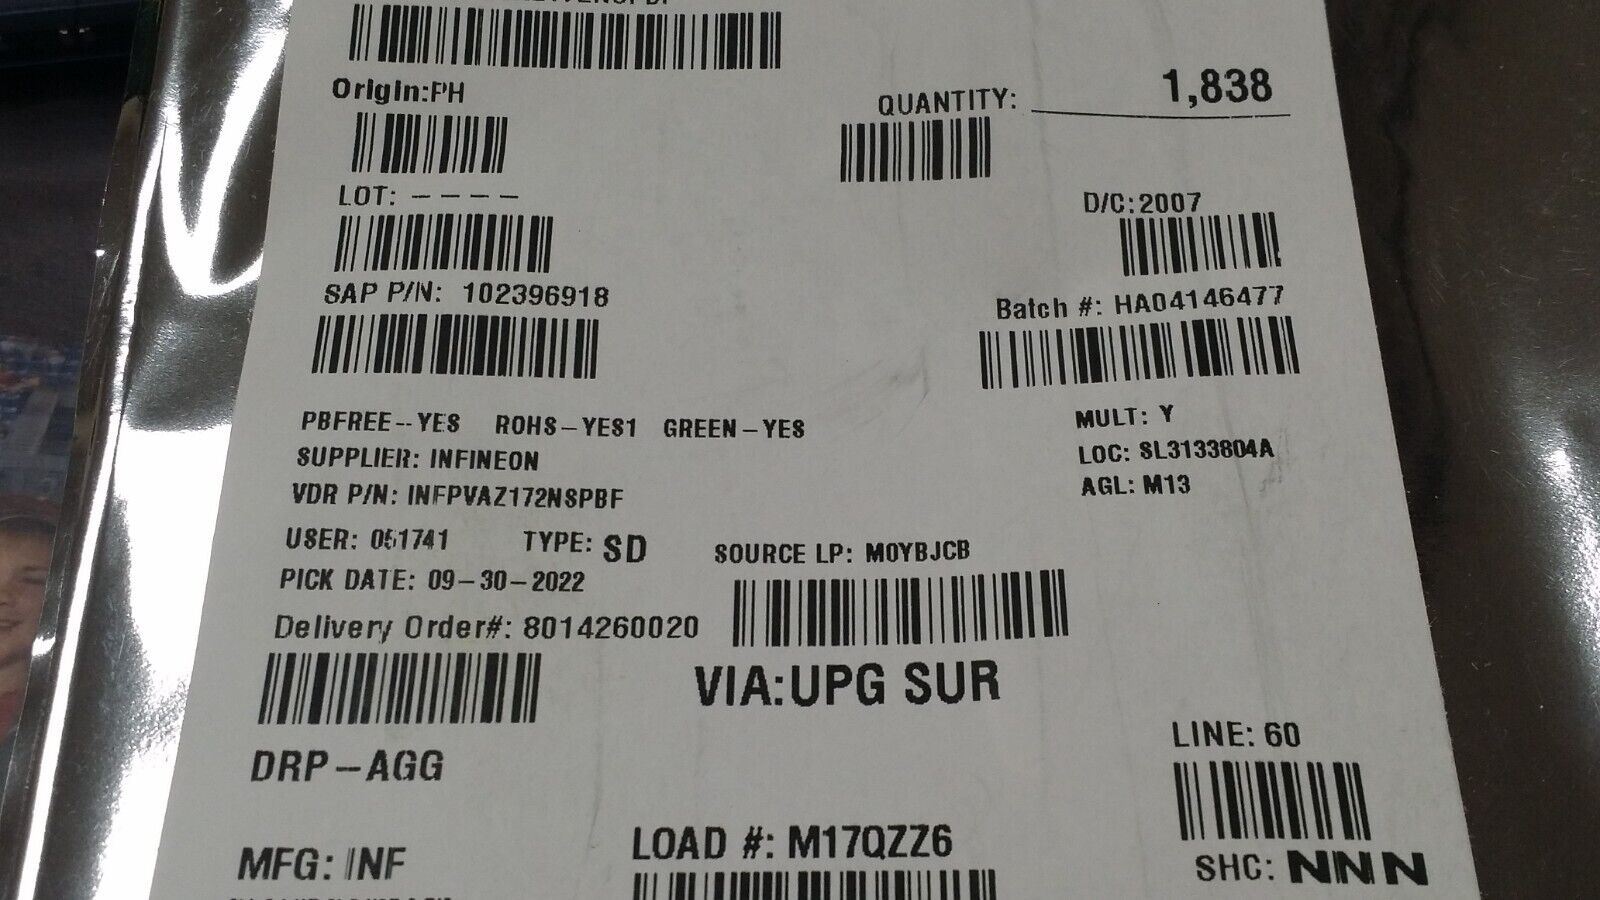 Origin:PH
QUANTITY: 1,838
LOT: ----
D/C:2007
SAP P/N: 102396918
Batch #: HA04146477
PBFREE--YES ROHS-YES1 GREEN-YES
MULT: Y
SUPPLIER: INFINEON
LOC: SL3133804A
VDR P/N: INFPVAZ172NSPBF
AGL: M13
USER: 051741 TYPE: SD
SOURCE LP: M0YBJCB
PICK DATE: 09-30-2022
Delivery Order#: 8014260020
VIA:UPG SUR
LINE: 60
DRP-AGG
LOAD #: M17QZZ6
MFG: INF
SHC: NNN